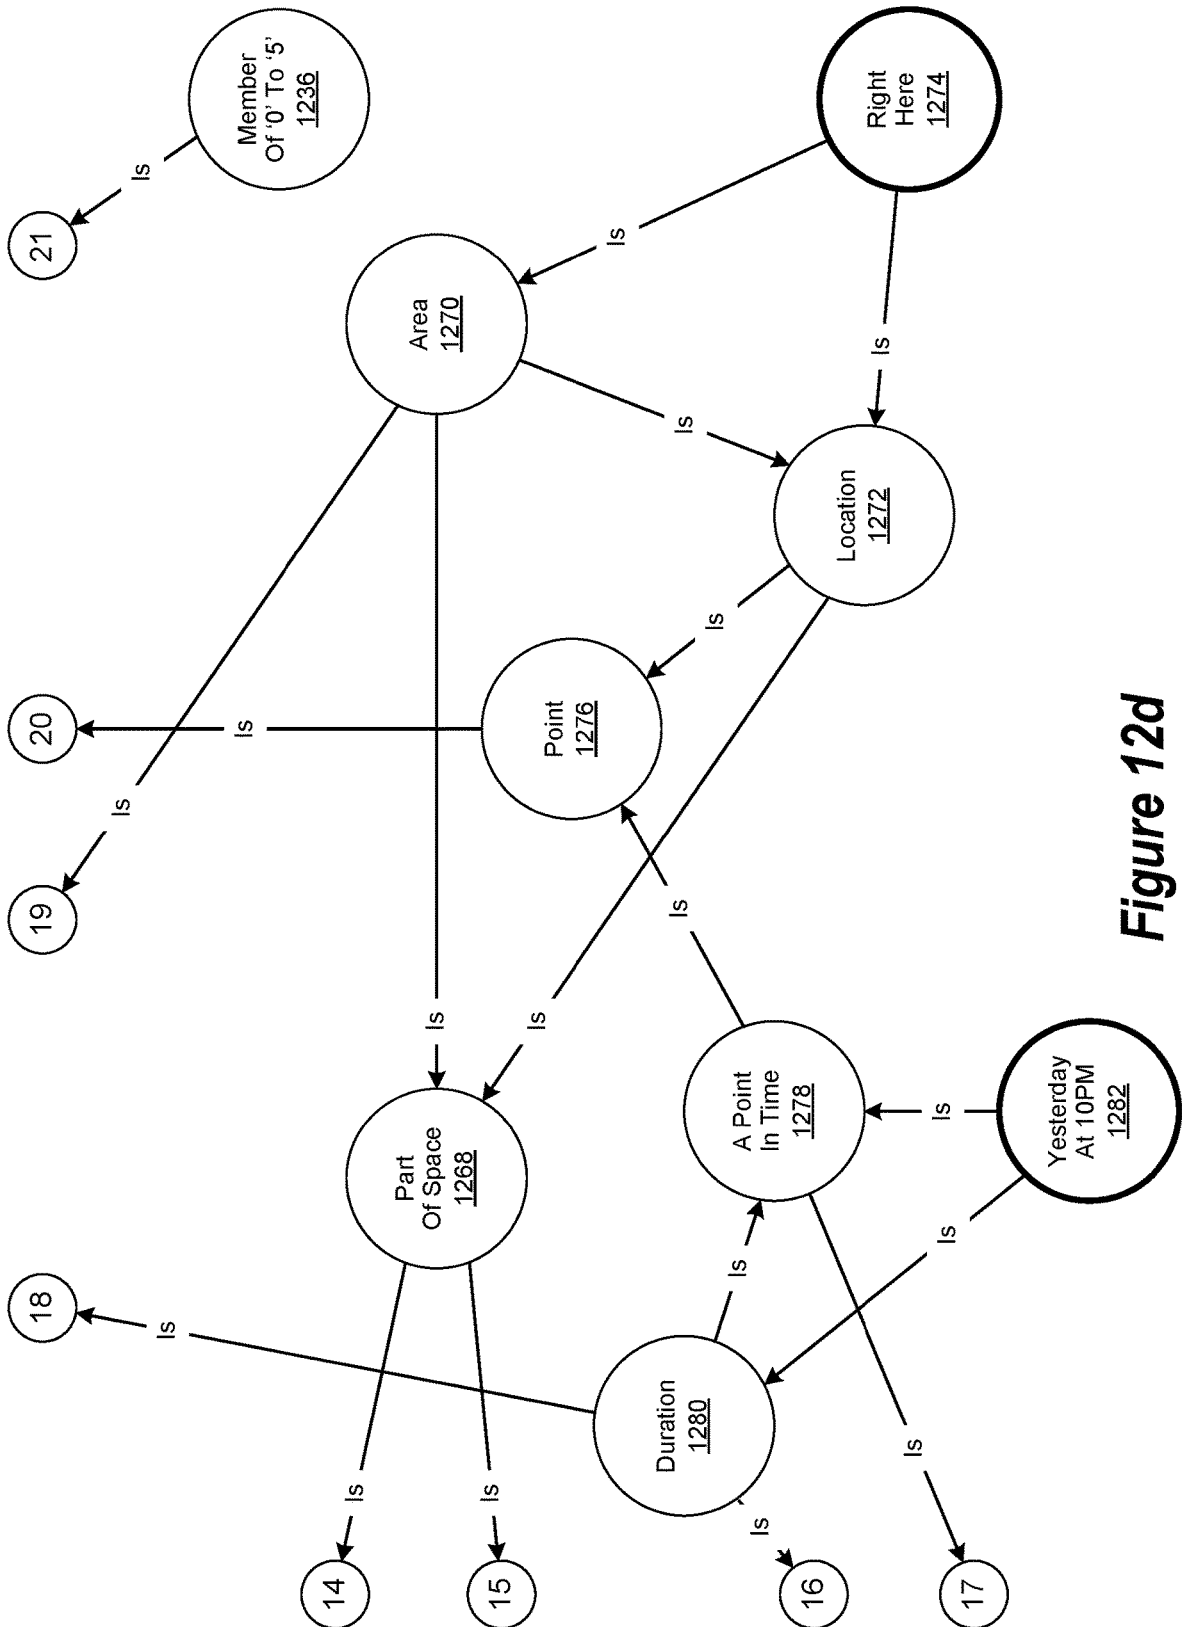 18
19
20
21
Is
Is
Is
Is
Member
Of '0' To '5'
1236
14
Is
Part
Of Space
1268
Is
Area
1270
15
Is
Is
Is
Point
1276
Duration
1280
Is
Is
Is
Is
16
Is
A Point
In Time
1278
Location
1272
Is
Right
Here
1274
17
Is
Is
Is
Yesterday
At 10PM
1282
Figure 12d